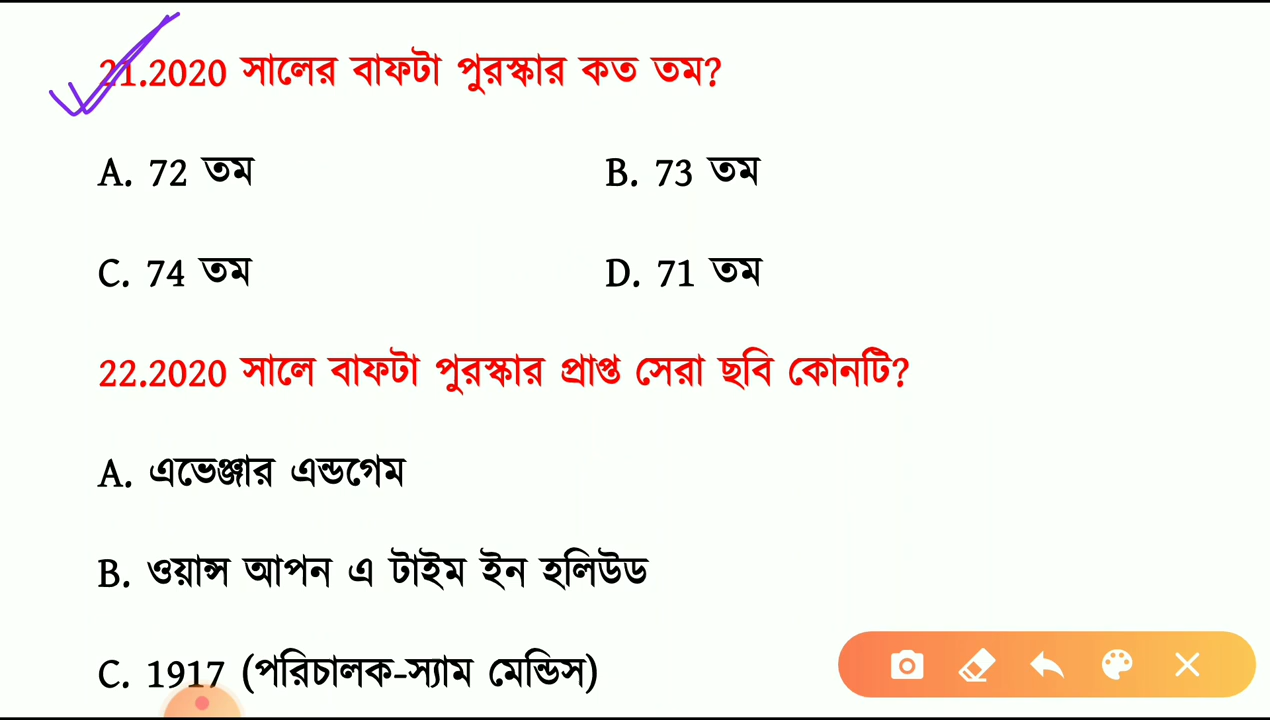 21.2020 সালের বাফটা পুরস্কার কত তম?
A. 72 তম B. 73 তম
C. 74 তম D. 71 তম
22.2020 সালে বাফটা পুরস্কার প্রাপ্ত সেরা ছবি কোনটি?
A. এভেঞ্জার এন্ডগেম
B. ওয়ান্স আপন এ টাইম ইন হলিউড
C. 1917 (পরিচালক-স্যাম মেন্ডিস)